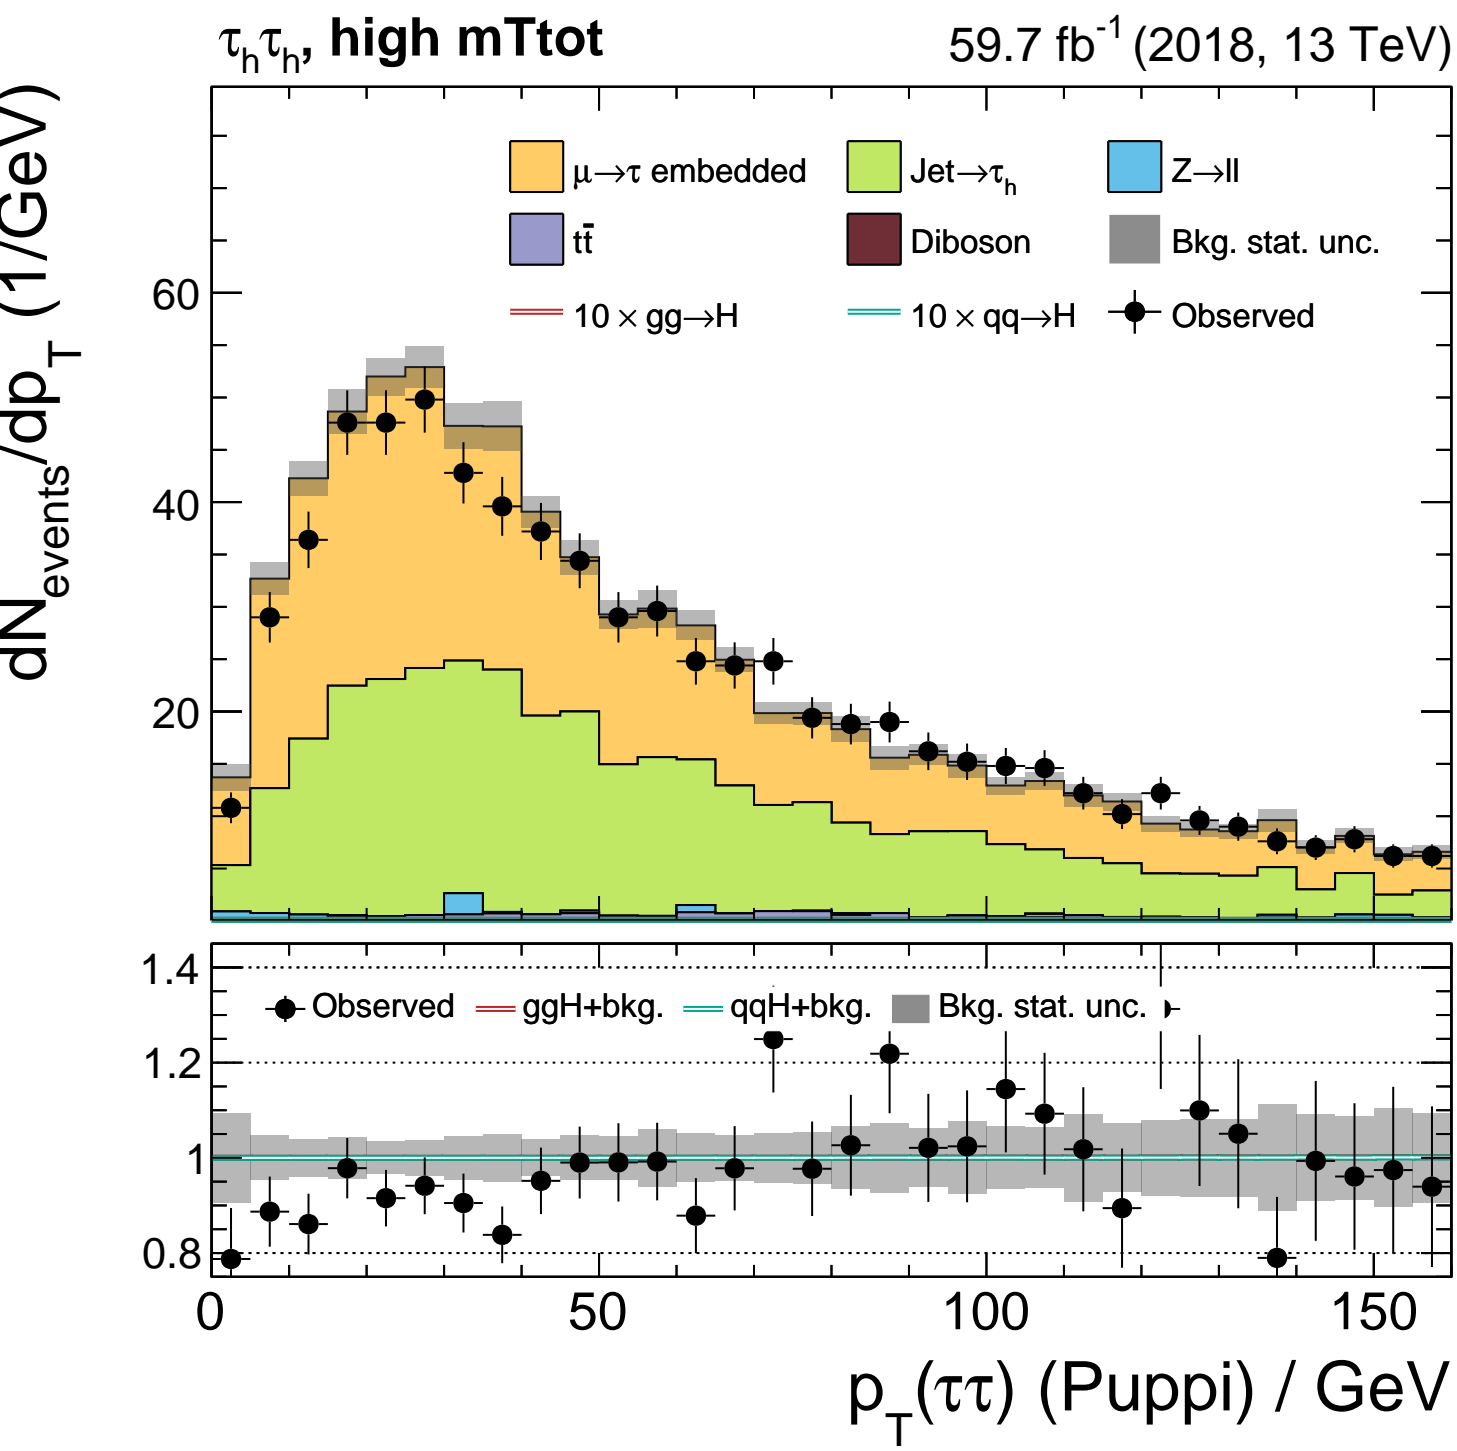 τhτh, high mTtot
59.7 fb-1 (2018, 13 TeV)
dNevents/dpT (1/GeV)
μ→τ embedded
Jet→τh
Z→ll
tt̄
Diboson
Bkg. stat. unc.
10 × gg→H
10 × qq→H
Observed
60
40
20
1.4
1.2
1
0.8
Observed
ggH+bkg.
qqH+bkg.
Bkg. stat. unc.
0
50
100
150
pT(ττ) (Puppi) / GeV